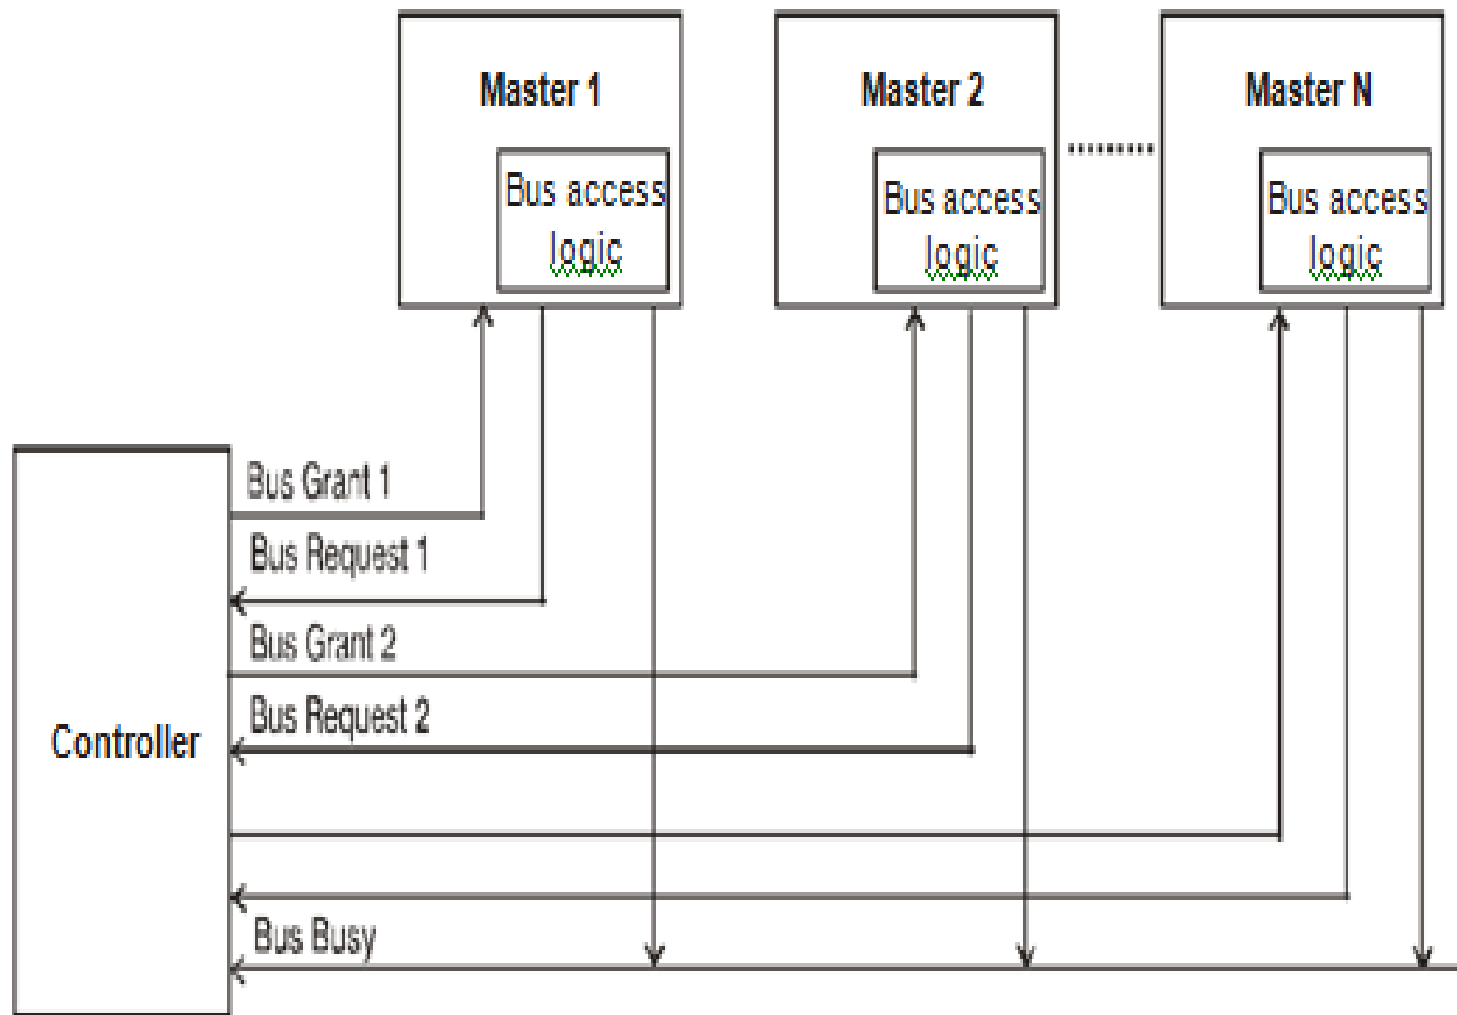 Master 1
Bus access
logic
Master 2
Bus access
logic
.........
Master N
Bus access
logic
Bus Grant 1
Bus Request 1
Bus Grant 2
Bus Request 2
Controller
Bus Busy